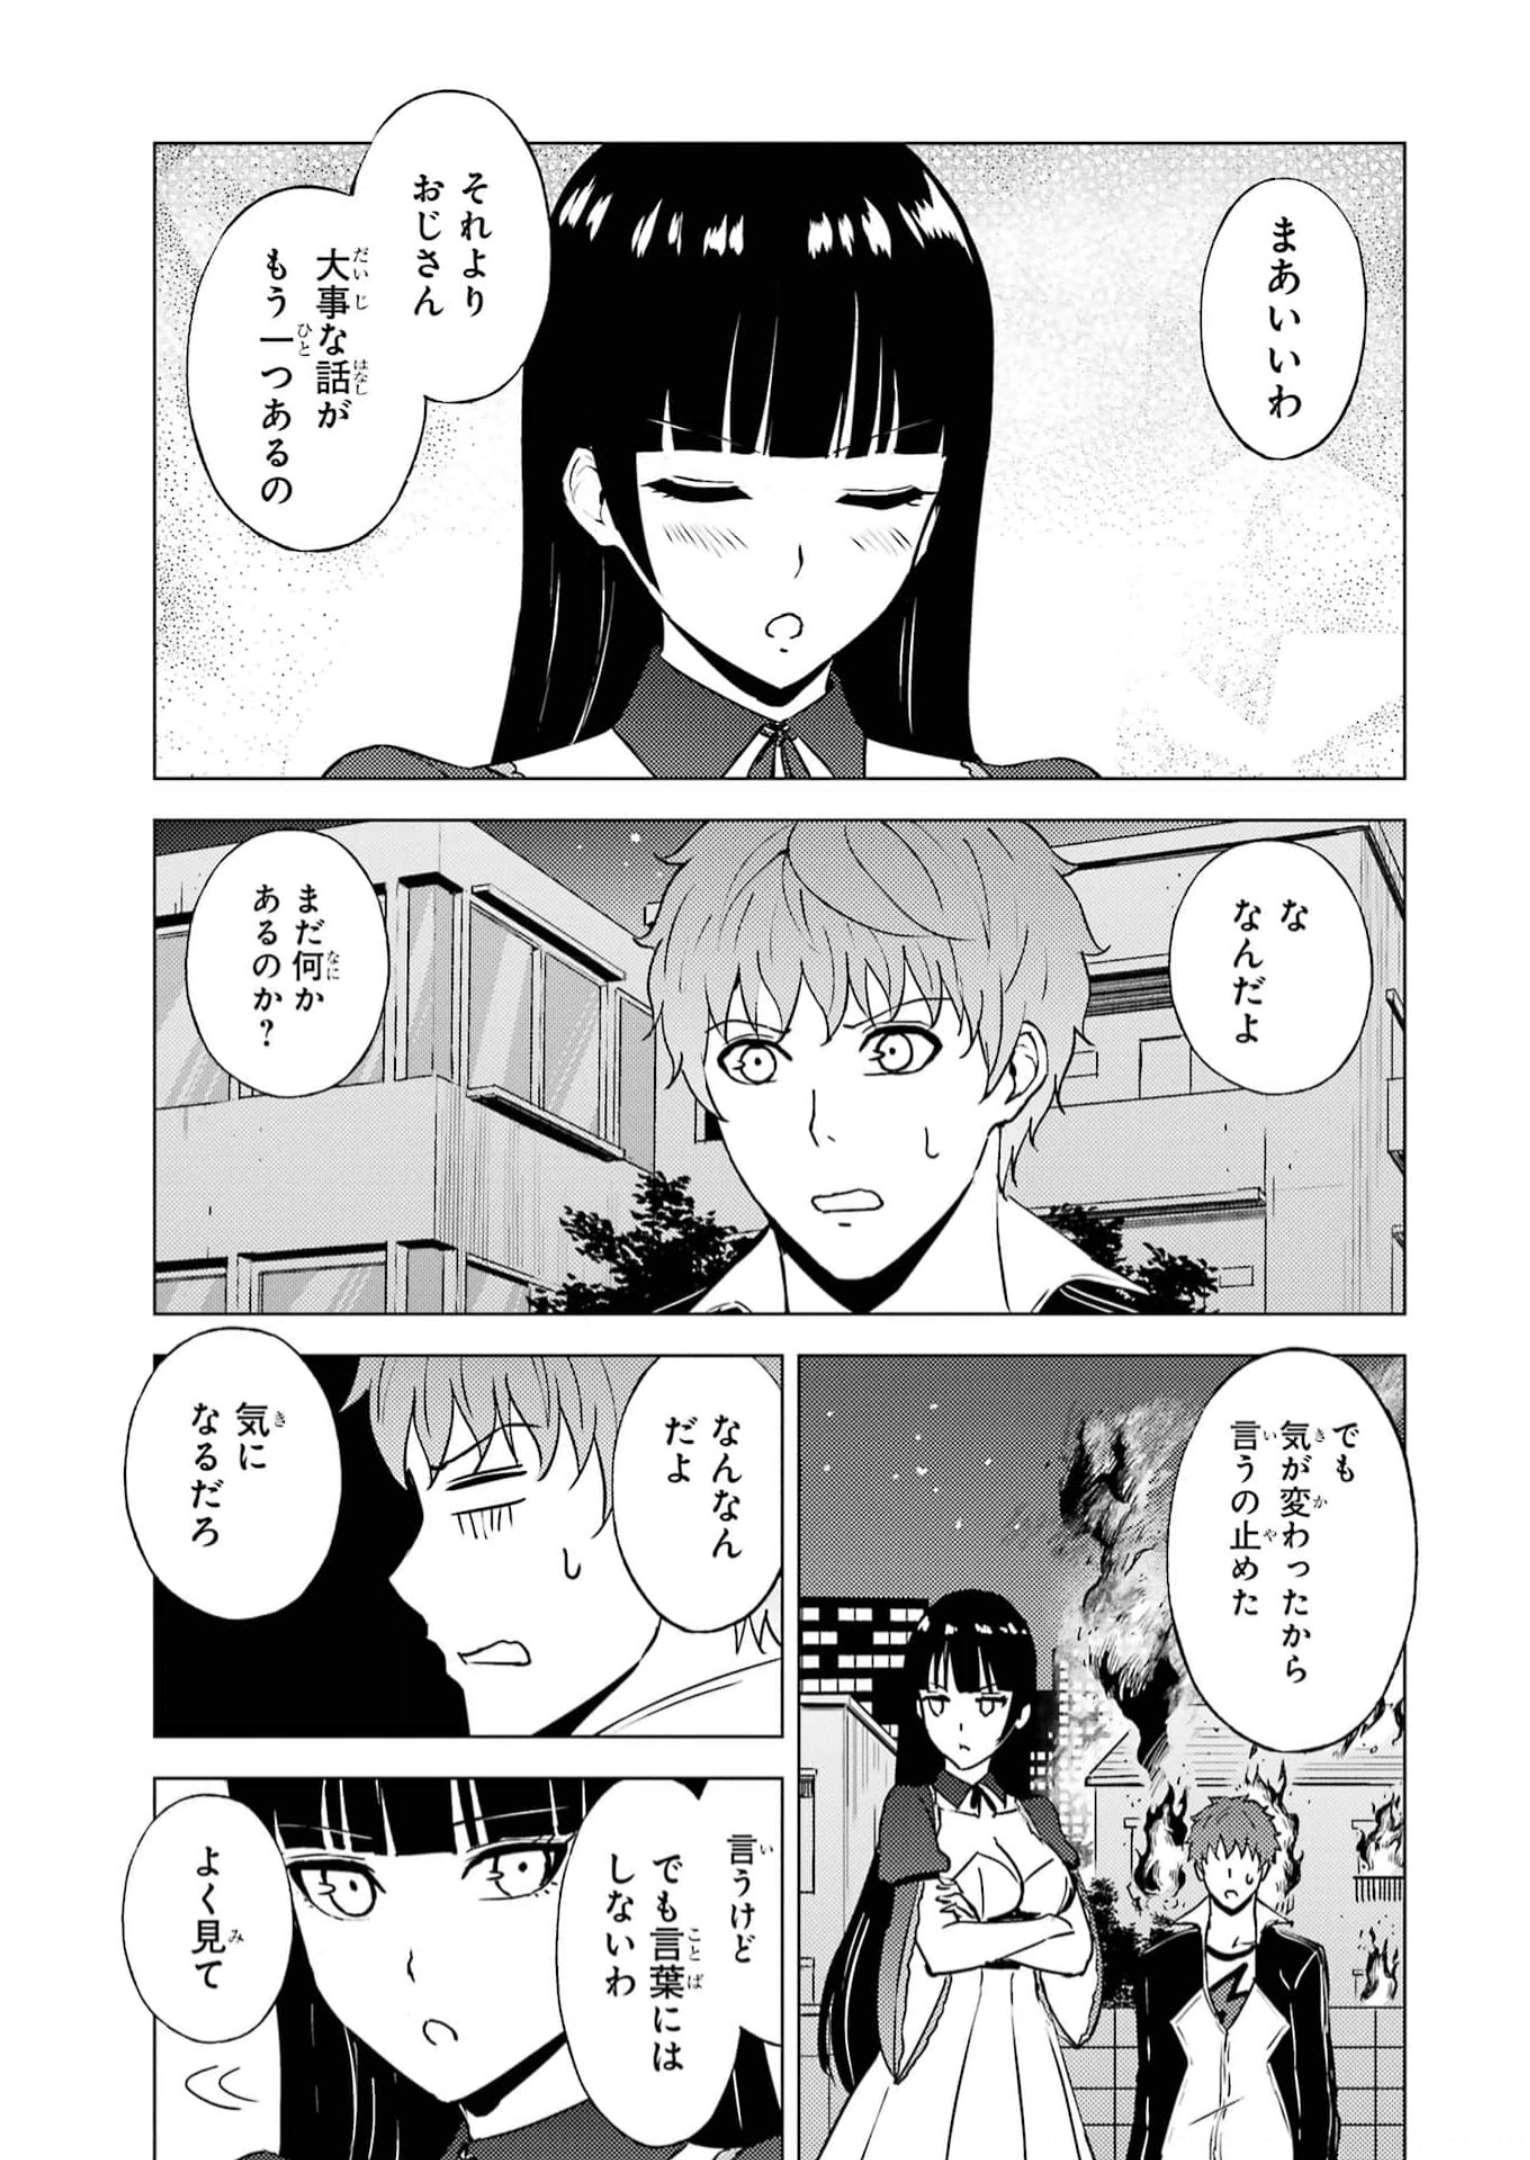 まあいいわ
それより
おじさん
大事な話が
もう一つあるの
な
なんだよ
まだ何か
あるのか?
でも
気が変わったから
言うの止めた
なんなん
だよ
気に
なるだろ
言うけど
でも言葉には
しないわ
よく見て